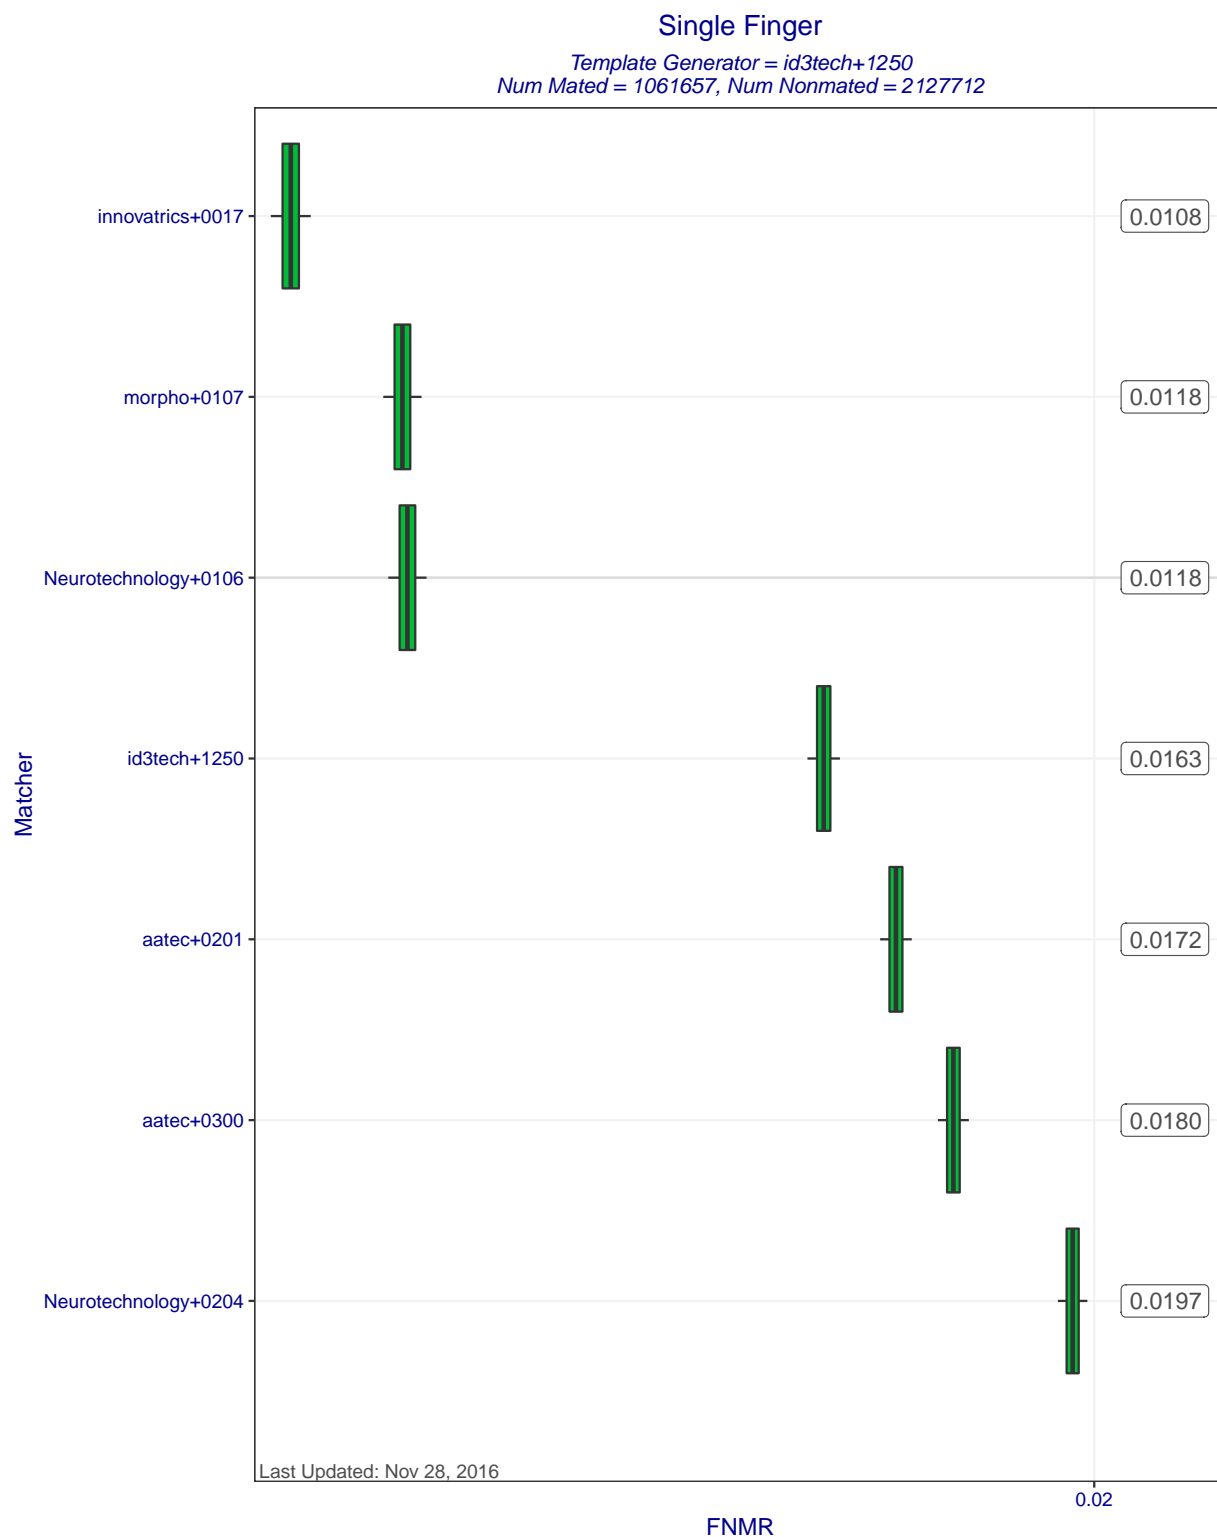 Single Finger
Template Generator = id3tech+1250
Num Mated = 1061657, Num Nonmated = 2127712
innovatrics+0017
0.0108
morpho+0107
0.0118
Neurotechnology+0106
0.0118
id3tech+1250
0.0163
Matcher
aatec+0201
0.0172
aatec+0300
0.0180
Neurotechnology+0204
0.0197
Last Updated: Nov 28, 2016
0.02
FNMR